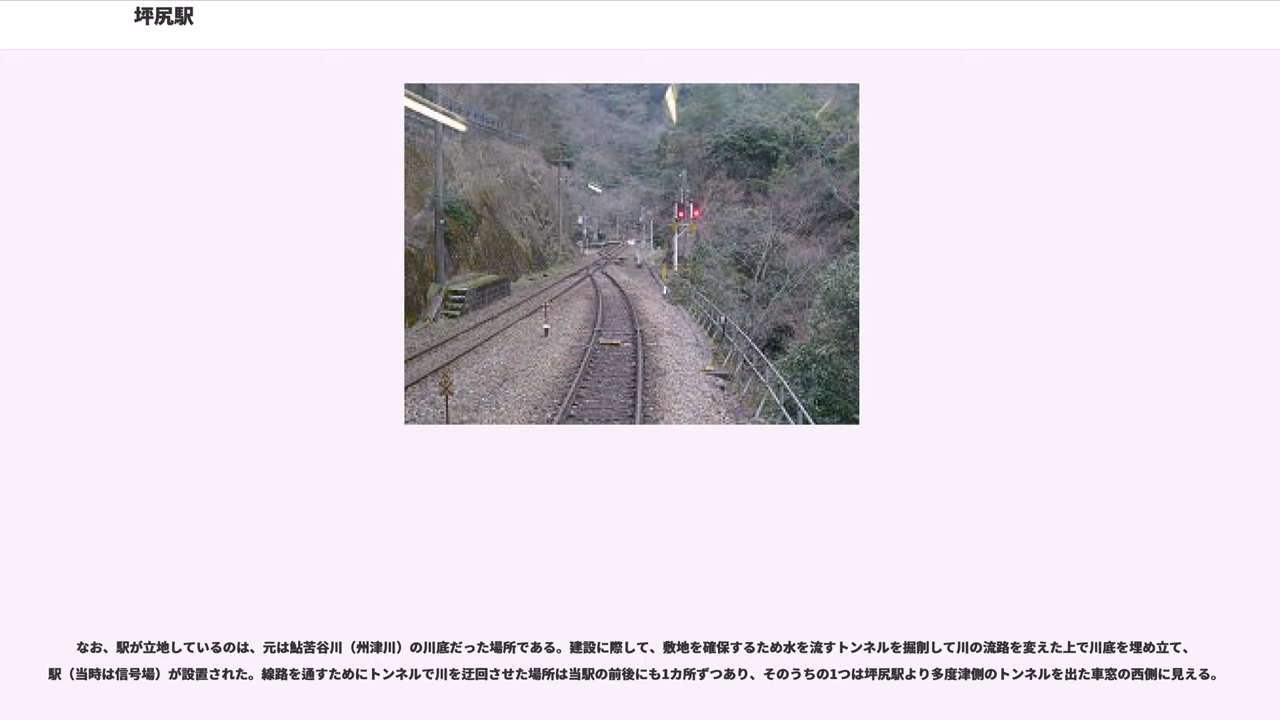 坪尻駅
なお、駅が立地しているのは、元は鮎苦谷川（州津川）の川底だった場所である。建設に際して、敷地を確保するため水を流すトンネルを掘削して川の流路を変えた上で川底を埋め立て、
駅（当時は信号場）が設置された。線路を通すためにトンネルで川を迂回させた場所は当駅の前後にも1カ所ずつあり、そのうちの1つは坪尻駅より多度津側のトンネルを出た車窓の西側に見える。